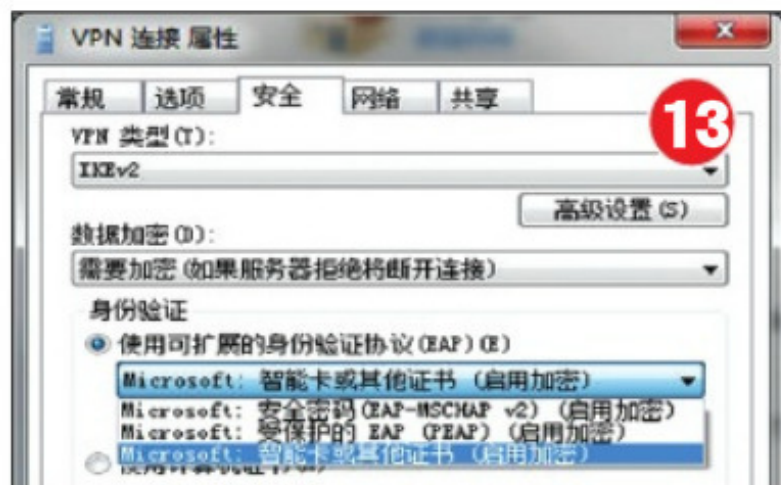 VPN 连接 属性
常规 选项 安全 网络 共享
13
VPN 类型(T):
IKEv2
高级设置(S)
数据加密(D):
需要加密(如果服务器拒绝将断开连接)
身份验证
使用可扩展的身份验证协议(EAP)(E)
Microsoft: 智能卡或其他证书 (启用加密)
Microsoft: 安全密码(EAP-MSCHAP v2) (启用加密)
Microsoft: 受保护的 EAP (PEAP) (启用加密)
Microsoft: 智能卡或其他证书 (启用加密)